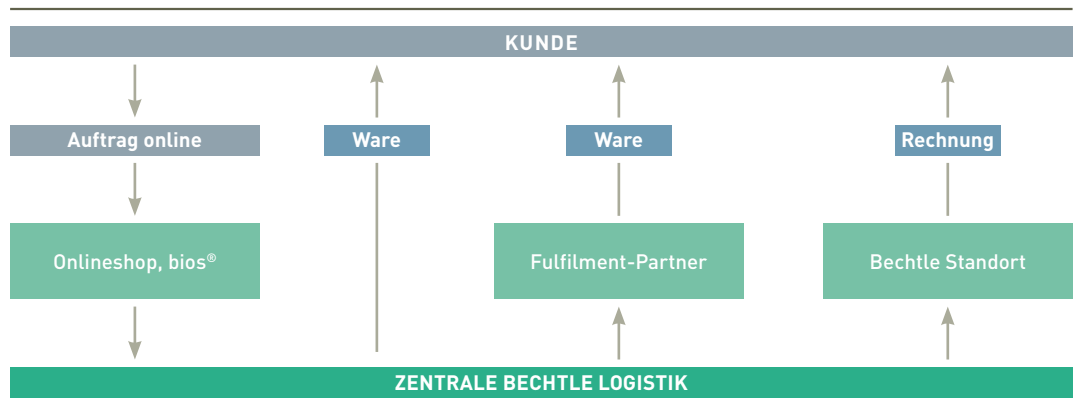 KUNDE
Auftrag online
Ware
Ware
Rechnung
Onlineshop, bios®
Fulfilment-Partner
Bechtle Standort
ZENTRALE BECHTLE LOGISTIK